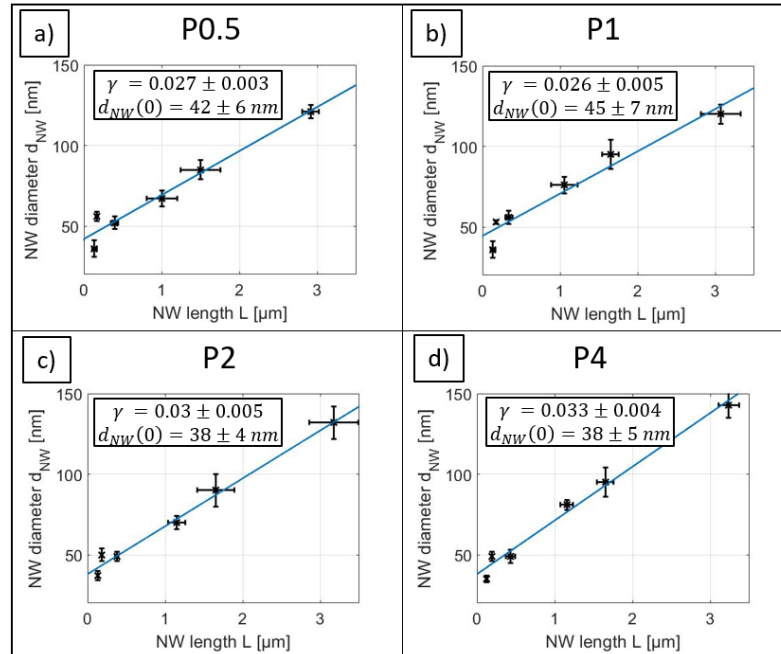 a)
P0.5
γ = 0.027 ± 0.003
d_NW(0) = 42 ± 6 nm
NW diameter d_NW [nm]
150
100
50
0 1 2 3
NW length L [µm]
b)
P1
γ = 0.026 ± 0.005
d_NW(0) = 45 ± 7 nm
NW diameter d_NW [nm]
150
100
50
0 1 2 3
NW length L [µm]
c)
P2
γ = 0.03 ± 0.005
d_NW(0) = 38 ± 4 nm
NW diameter d_NW [nm]
150
100
50
0 1 2 3
NW length L [µm]
d)
P4
γ = 0.033 ± 0.004
d_NW(0) = 38 ± 5 nm
NW diameter d_NW [nm]
150
100
50
0 1 2 3
NW length L [µm]